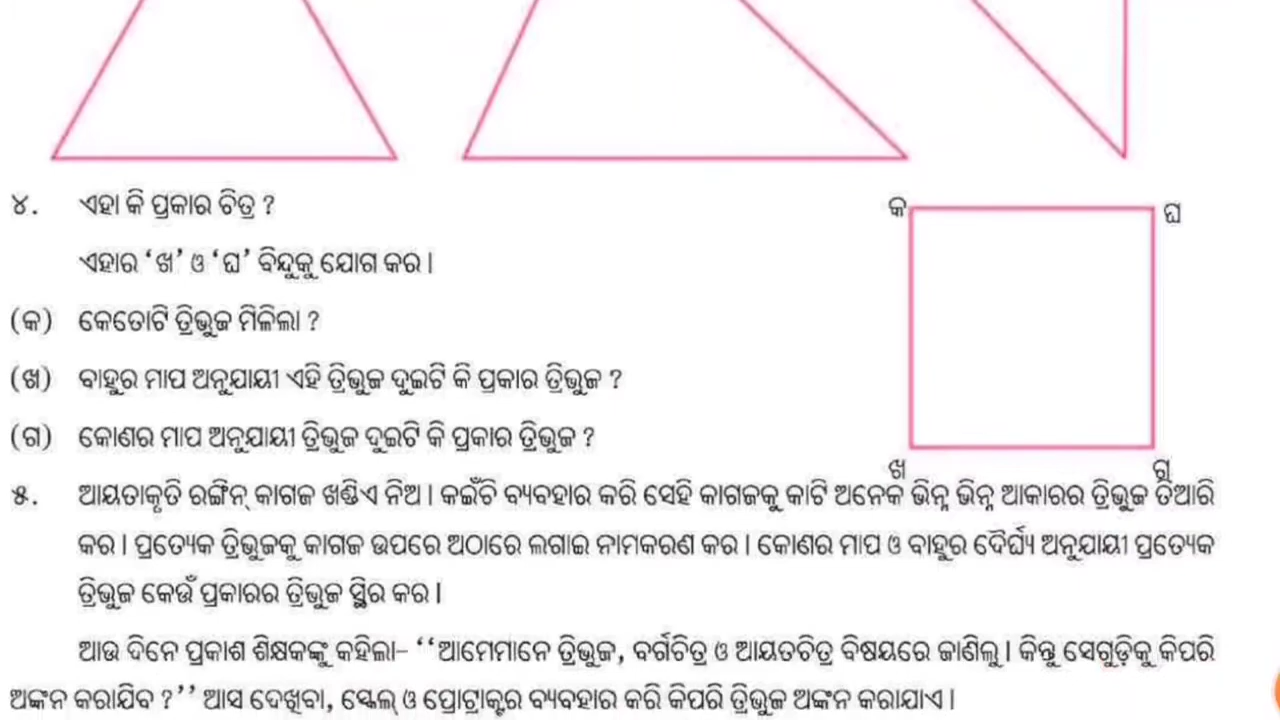 ୪. ଏହା କି ପ୍ରକାର ଚିତ୍ର ?
କ
ଘ
ଏହାର ‘ଖ’ ଓ ‘ଘ’ ବିନ୍ଦୁକୁ ଯୋଗ କର ।
(କ) କେତୋଟି ତ୍ରିଭୁଜ ମିଳିଲା ?
(ଖ) ବାହୁର ମାପ ଅନୁଯାୟୀ ଏହି ତ୍ରିଭୁଜ ଦୁଇଟି କି ପ୍ରକାର ତ୍ରିଭୁଜ ?
(ଗ) କୋଣର ମାପ ଅନୁଯାୟୀ ତ୍ରିଭୁଜ ଦୁଇଟି କି ପ୍ରକାର ତ୍ରିଭୁଜ ?
ଖ
ଗ
୫. ଆୟତାକୃତି ରଙ୍ଗିନ୍ କାଗଜ ଖଣ୍ଡିଏ ନିଅ । କଇଁଚି ବ୍ୟବହାର କରି ସେହି କାଗଜକୁ କାଟି ଅନେକ ଭିନ୍ନ ଭିନ୍ନ ଆକାରର ତ୍ରିଭୁଜ ତିଆରି
କର । ପ୍ରତ୍ୟେକ ତ୍ରିଭୁଜକୁ କାଗଜ ଉପରେ ଅଠାରେ ଲଗାଇ ନାମକରଣ କର । କୋଣର ମାପ ଓ ବାହୁର ଦୈର୍ଘ୍ୟ ଅନୁଯାୟୀ ପ୍ରତ୍ୟେକ
ତ୍ରିଭୁଜ କେଉଁ ପ୍ରକାରର ତ୍ରିଭୁଜ ସ୍ଥିର କର ।
ଆଉ ଦିନେ ପ୍ରକାଶ ଶିକ୍ଷକଙ୍କୁ କହିଲା– ‘‘ଆମେମାନେ ତ୍ରିଭୁଜ, ବର୍ଗଚିତ୍ର ଓ ଆୟତଚିତ୍ର ବିଷୟରେ ଜାଣିଲୁ । କିନ୍ତୁ ସେଗୁଡ଼ିକୁ କିପରି
ଅଙ୍କନ କରାଯିବ ?’’ ଆସ ଦେଖିବା, ସ୍କେଲ୍ ଓ ପ୍ରୋଟ୍ରାକ୍ଟର ବ୍ୟବହାର କରି କିପରି ତ୍ରିଭୁଜ ଅଙ୍କନ କରାଯାଏ ।